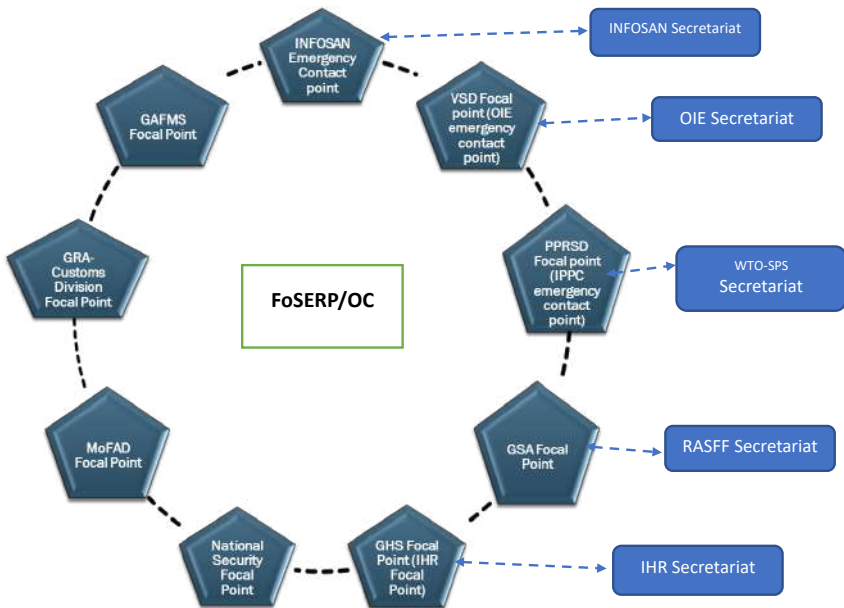 INFOSAN
Emergency
Contact
point
INFOSAN Secretariat
VSD Focal
point (OIE
emergency
contact
point)
OIE Secretariat
PPRSD
Focal point
(IPPC
emergency
contact
point)
WTO-SPS
Secretariat
GSA Focal
Point
RASFF Secretariat
GHS Focal
Point (IHR
Focal
Point)
IHR Secretariat
National
Security
Focal
Point
MoFAD
Focal Point
GRA-
Customs
Division
Focal Point
GAFMS
Focal Point
FoSERP/OC